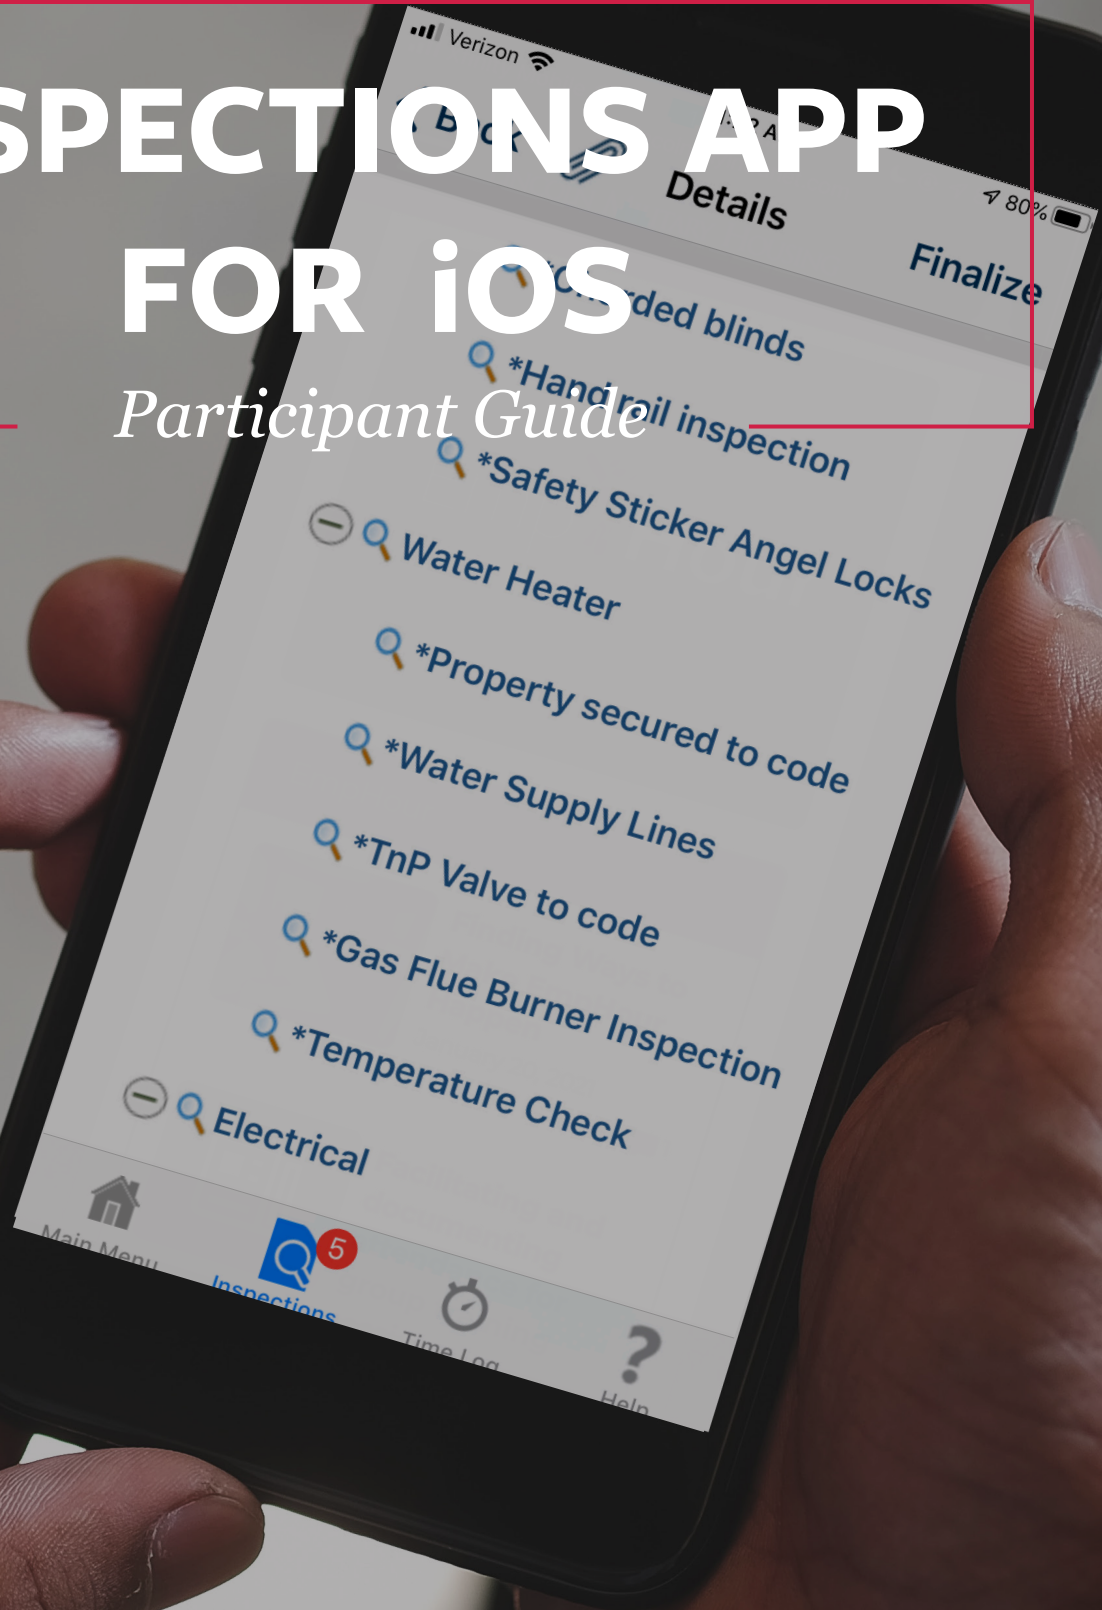 Verizon
SPECTIONS APP
Back
Details
80%
Finalize
FOR iOS
blinds
*Handrail inspection
Participant Guide
*Safety Sticker Angel Locks
Water Heater
*Property secured to code
*Water Supply Lines
*TnP Valve to code
*Gas Flue Burner Inspection
*Temperature Check
Electrical
Main Menu
5
Inspections
Time Log
Help